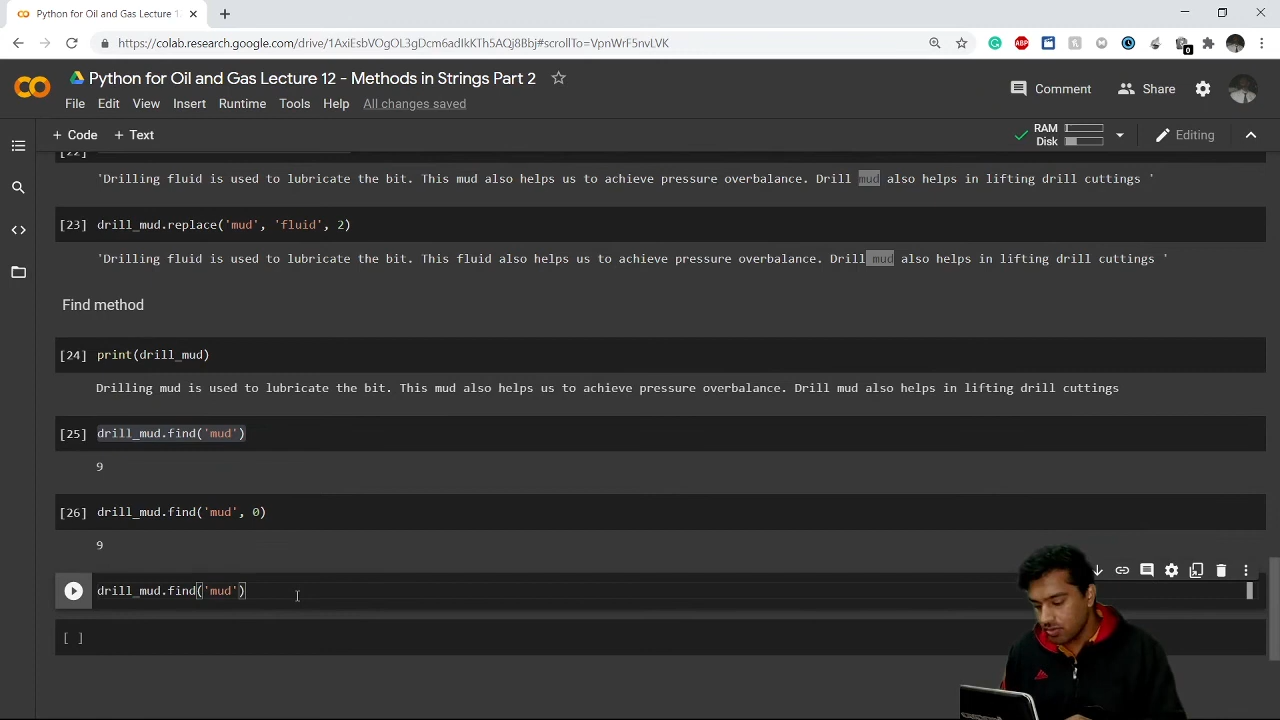 Python for Oil and Gas Lecture 1
https://colab.research.google.com/drive/1AxiEsbYOgOL3gDom6adIkKTh5AQj8Bbj#scrollTo=VpnWrF5nvLVK
Python for Oil and Gas Lecture 12 - Methods in Strings Part 2
File Edit View Insert Runtime Tools Help All changes saved
Comment Share
+ Code + Text
RAM
Disk
Editing
[22]
'Drilling fluid is used to lubricate the bit. This mud also helps us to achieve pressure overbalance. Drill mud also helps in lifting drill cuttings '
[23] drill_mud.replace('mud', 'fluid', 2)
'Drilling fluid is used to lubricate the bit. This fluid also helps us to achieve pressure overbalance. Drill mud also helps in lifting drill cuttings '
Find method
[24] print(drill_mud)
Drilling mud is used to lubricate the bit. This mud also helps us to achieve pressure overbalance. Drill mud also helps in lifting drill cuttings
[25] drill_mud.find('mud')
9
[26] drill_mud.find('mud', 0)
9
drill_mud.find('mud')
[ ]